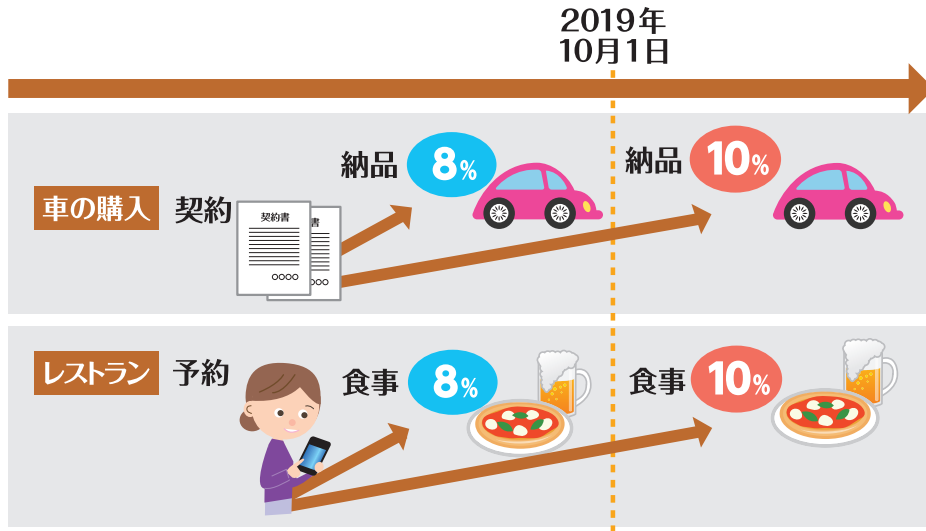 2019年
10月1日
車の購入
契約
契約書
○○○○
書
○○
納品
8%
納品
10%
レストラン
予約
食事
8%
食事
10%